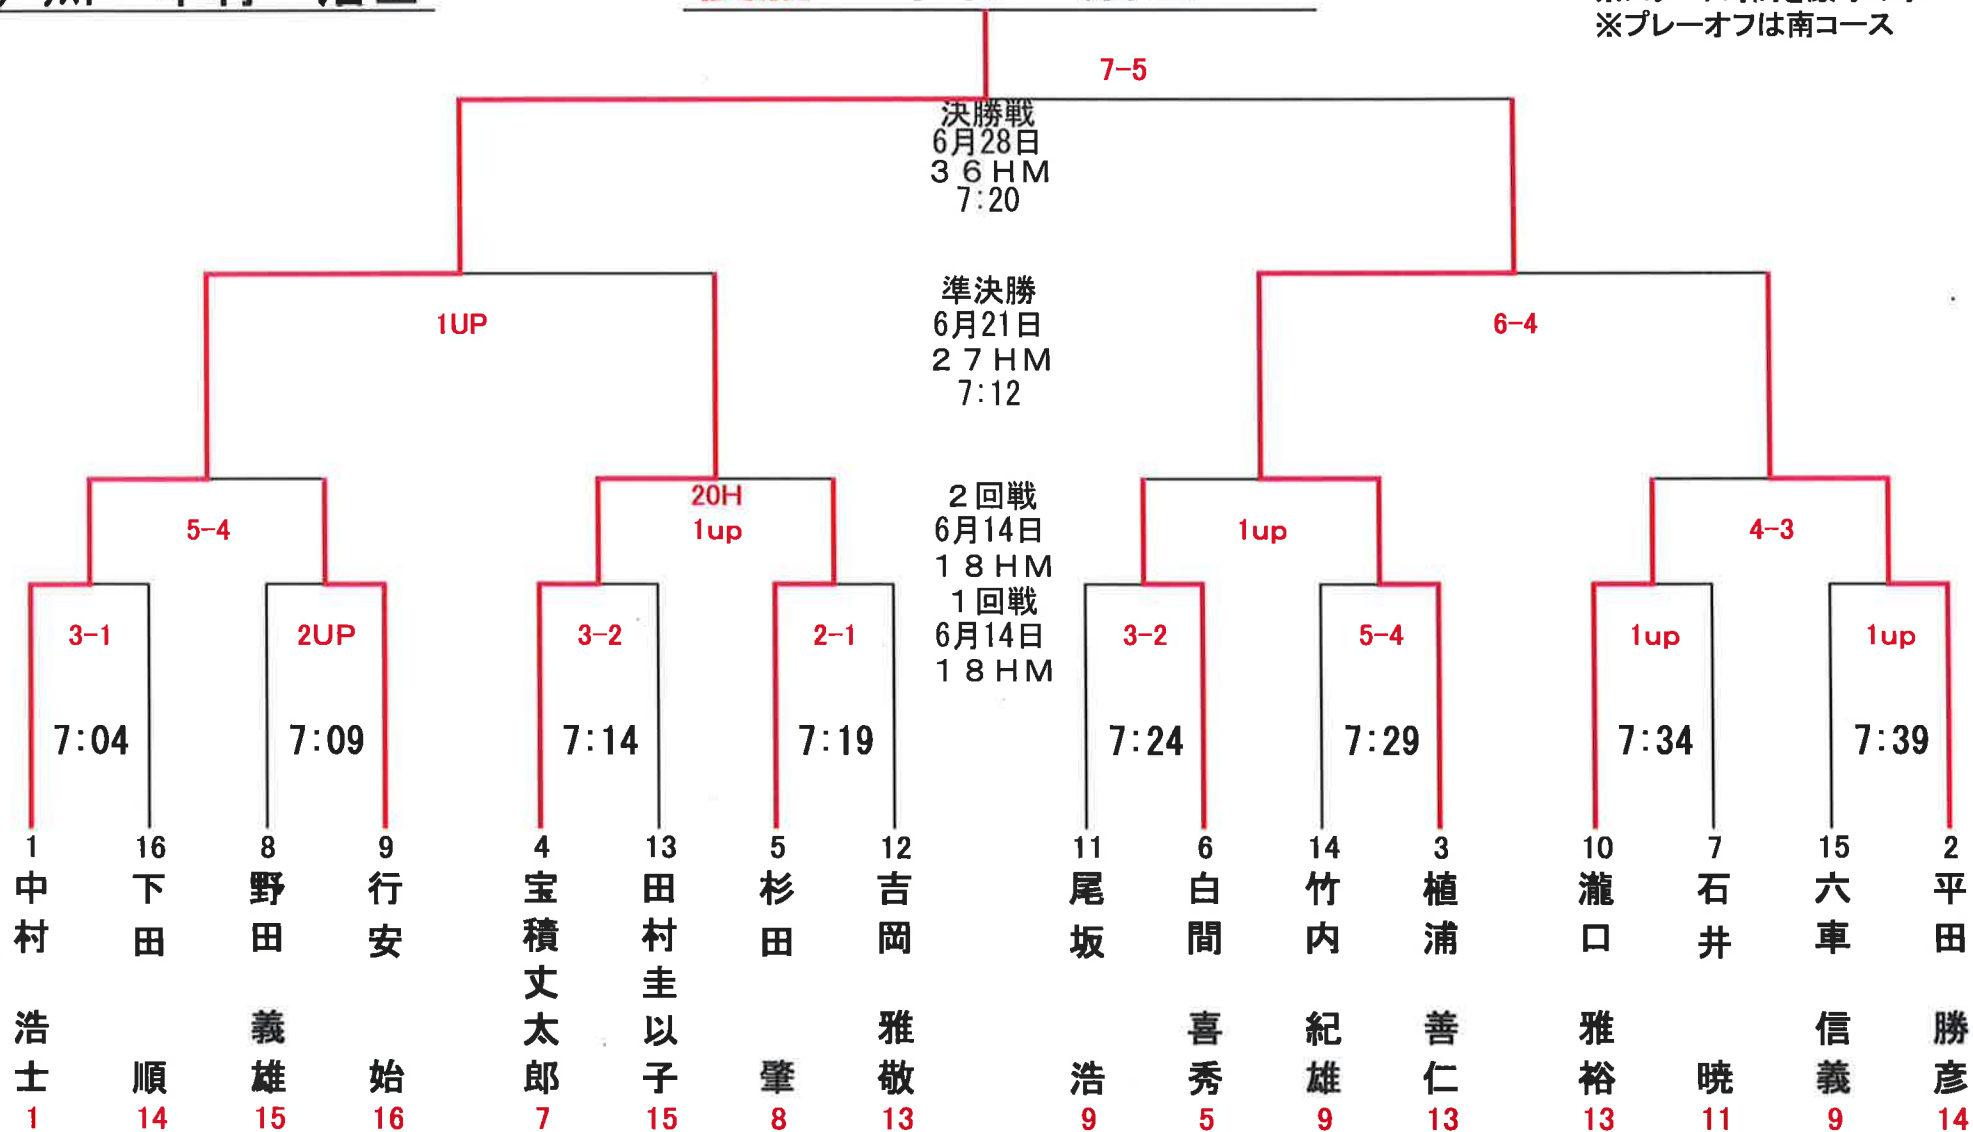 ※プレーオフは南コース
7-5
決勝戦
6月28日
３６HM
7:20
準決勝
1UP
6月21日
6-4
２７HM
7:12
20H
２回戦
5-4
1up
6月14日
1up
4-3
１８HM
１回戦
3-1
2UP
3-2
2-1
6月14日
3-2
5-4
1up
1up
１８HM
7:04
7:09
7:14
7:19
7:24
7:29
7:34
7:39
1
16
8
9
4
13
5
12
11
6
14
3
10
7
15
2
中村 浩士
下田 順
野田 義雄
行安 始
宝積丈太郎
田村圭以子
杉田 肇
吉岡 雅敬
尾坂 浩
白間 喜秀
竹内 紀雄
植浦 善仁
瀧口 雅裕
石井 暁
六車 信義
平田 勝彦
1
14
15
16
7
15
8
13
9
5
9
13
13
11
9
14